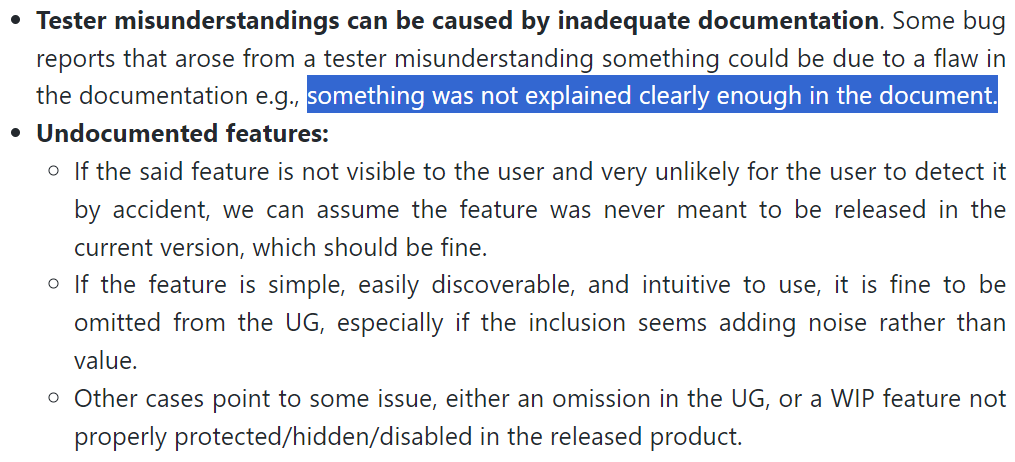 Tester misunderstandings can be caused by inadequate documentation. Some bug
reports that arose from a tester misunderstanding something could be due to a flaw in
the documentation e.g., something was not explained clearly enough in the document.
Undocumented features:
If the said feature is not visible to the user and very unlikely for the user to detect it
by accident, we can assume the feature was never meant to be released in the
current version, which should be fine.
If the feature is simple, easily discoverable, and intuitive to use, it is fine to be
omitted from the UG, especially if the inclusion seems adding noise rather than
value.
Other cases point to some issue, either an omission in the UG, or a WIP feature not
properly protected/hidden/disabled in the released product.